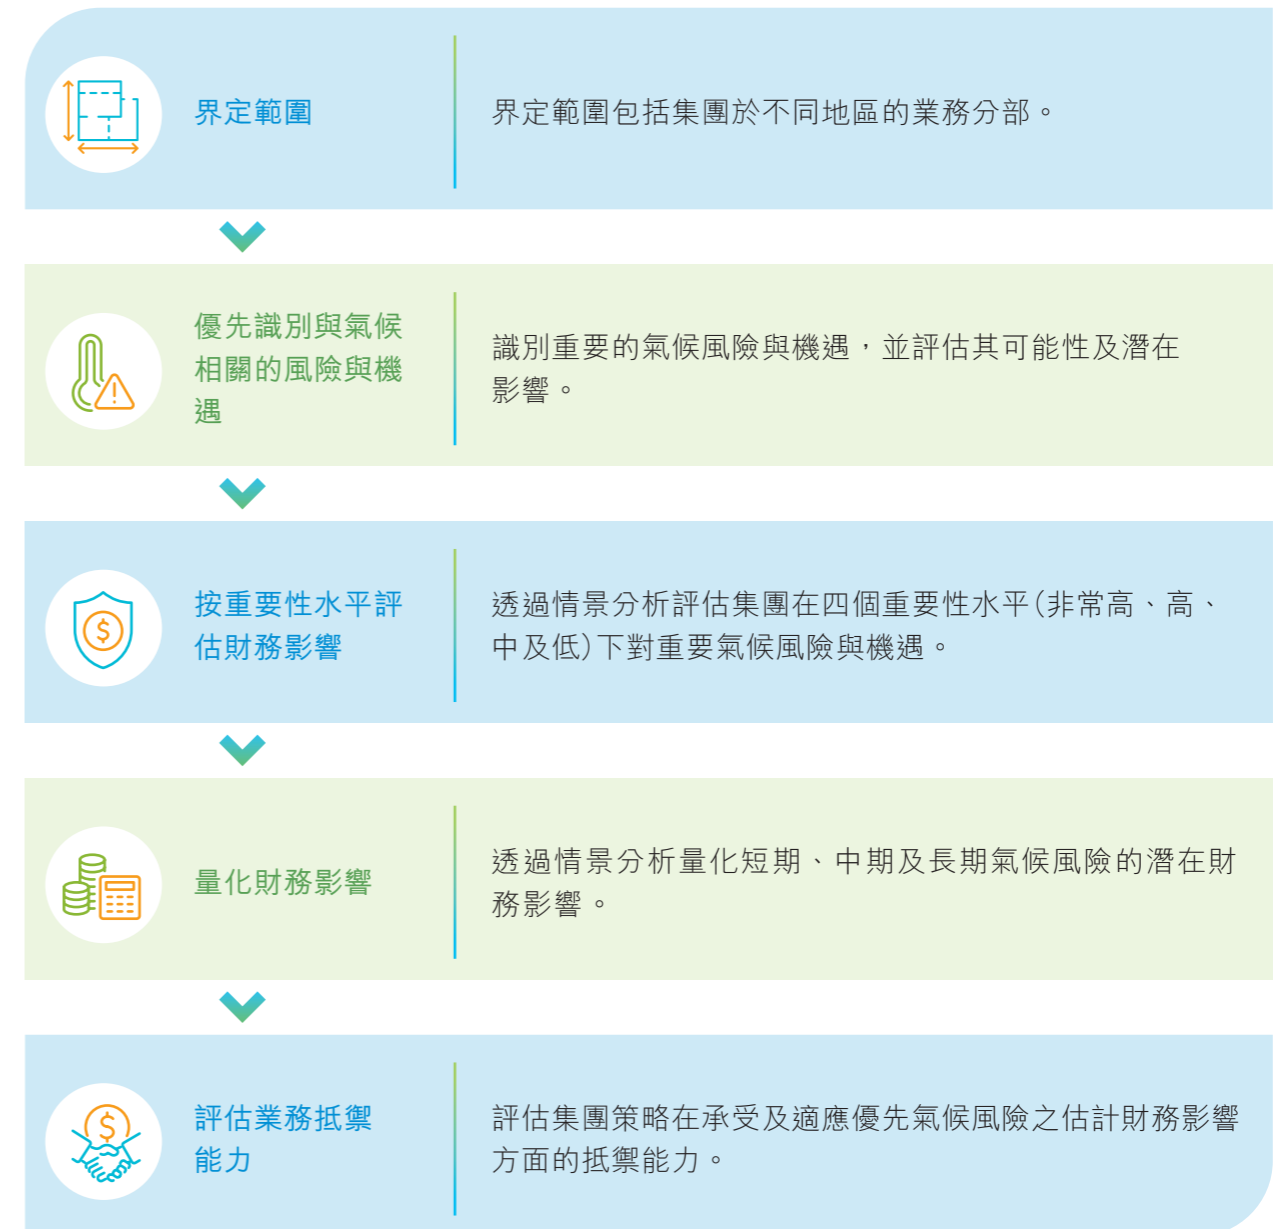 界定範圍
界定範圍包括集團於不同地區的業務分部。
優先識別與氣候
相關的風險與機
遇
識別重要的氣候風險與機遇，並評估其可能性及潛在
影響。
按重要性水平評
估財務影響
透過情景分析評估集團在四個重要性水平(非常高、高、
中及低)下對重要氣候風險與機遇。
量化財務影響
透過情景分析量化短期、中期及長期氣候風險的潛在財
務影響。
評估業務抵禦
能力
評估集團策略在承受及適應優先氣候風險之估計財務影響
方面的抵禦能力。